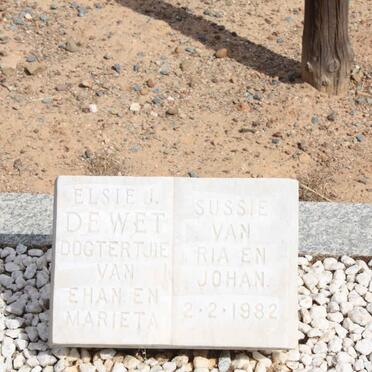 ELSIE J.
DE WET
DOGTERTJIE
VAN
EHAN EN
MARIETA
SUSSIE
VAN
RIA EN
JOHAN.
2·2·1982